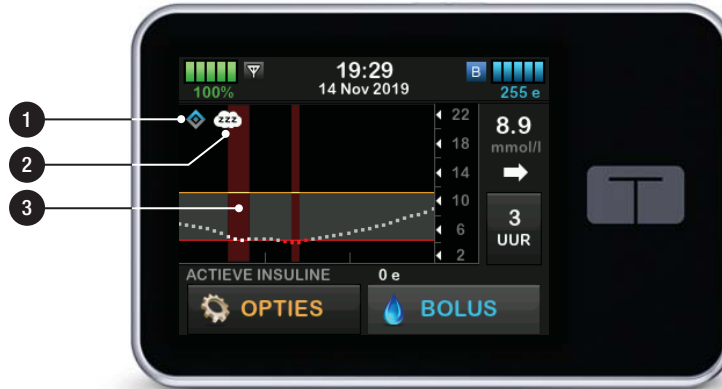 19:29
B
100%
14 Nov 2019
255 e
1
zzz
22
8.9
2
18
mmol/l
14
3
10
3
6
UUR
2
ACTIEVE INSULINE 0 e
OPTIES
BOLUS